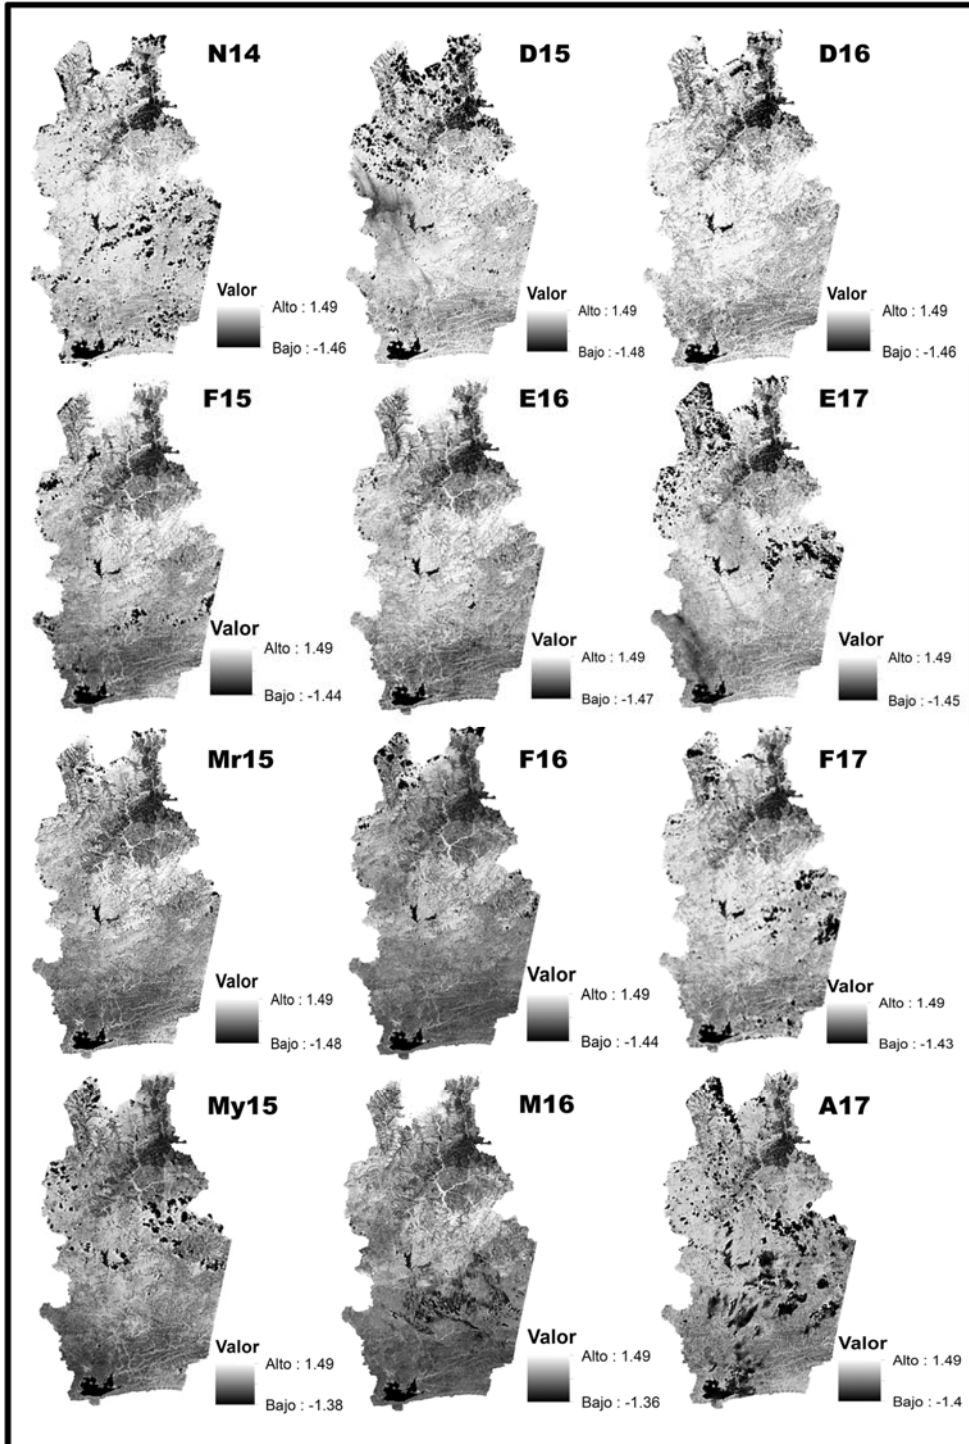 N14
Valor
Alto : 1.49
Bajo : -1.46
D15
Valor
Alto : 1.49
Bajo : -1.48
D16
Valor
Alto : 1.49
Bajo : -1.46
F15
Valor
Alto : 1.49
Bajo : -1.44
E16
Valor
Alto : 1.49
Bajo : -1.47
E17
Valor
Alto : 1.49
Bajo : -1.45
Mr15
Valor
Alto : 1.49
Bajo : -1.48
F16
Valor
Alto : 1.49
Bajo : -1.44
F17
Valor
Alto : 1.49
Bajo : -1.43
My15
Valor
Alto : 1.49
Bajo : -1.38
M16
Valor
Alto : 1.49
Bajo : -1.36
A17
Valor
Alto : 1.49
Bajo : -1.4